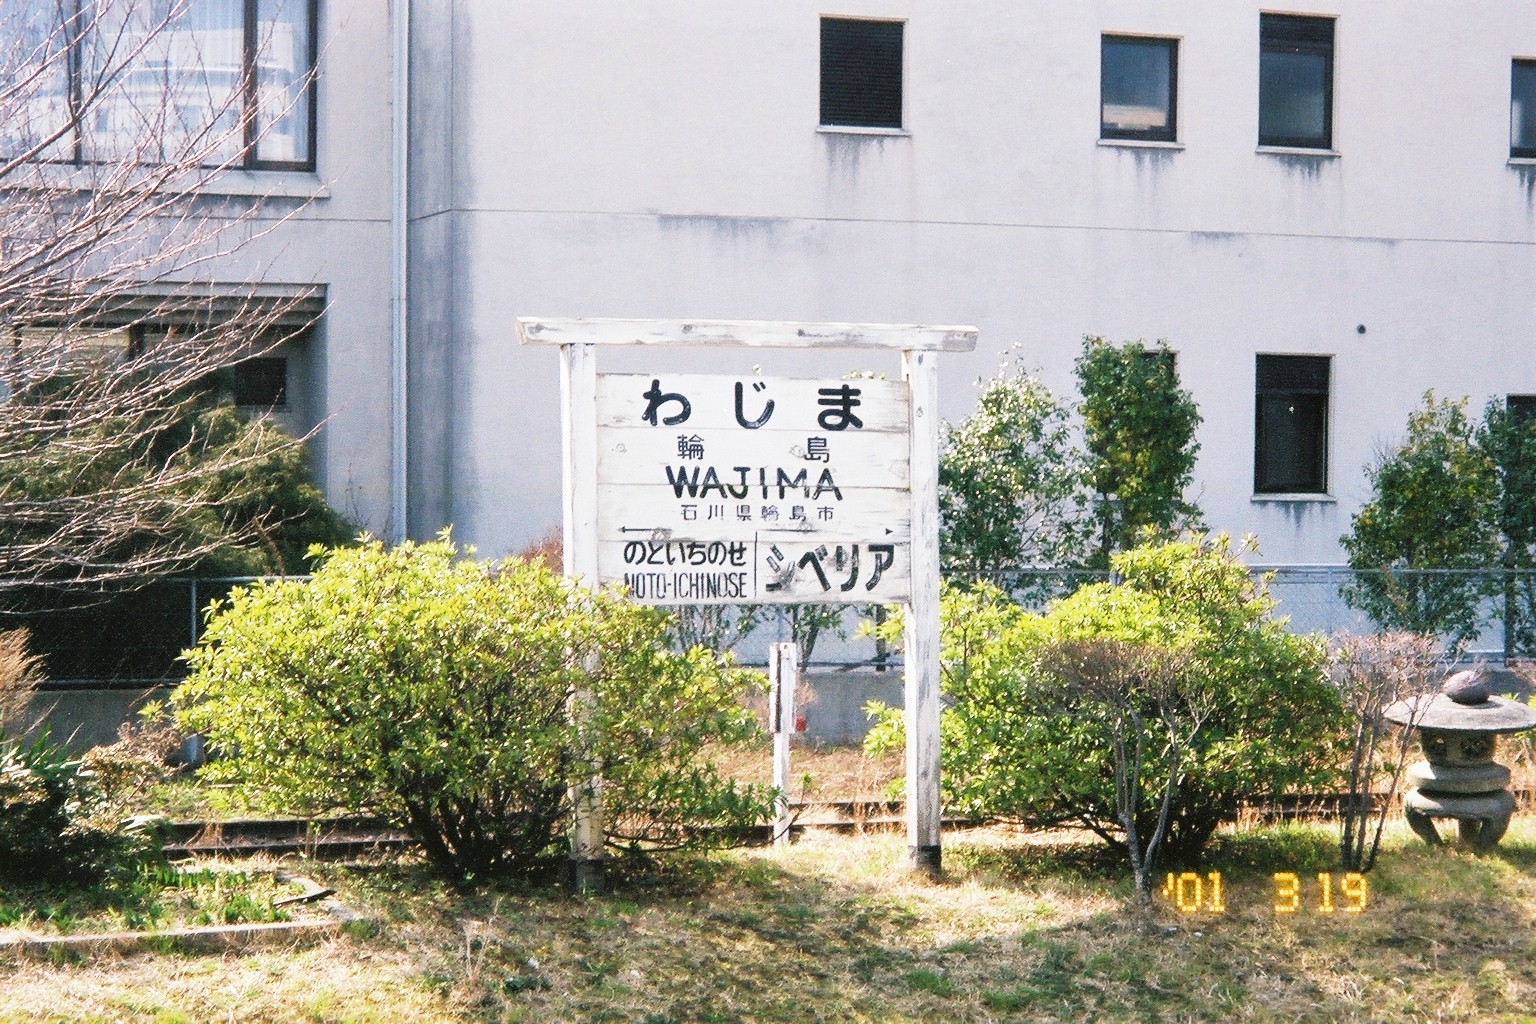 わじま
輪島
WAJIMA
石川県輪島市
のといちのせ シベリア
NOTO-ICHINOSE
'01 3 19